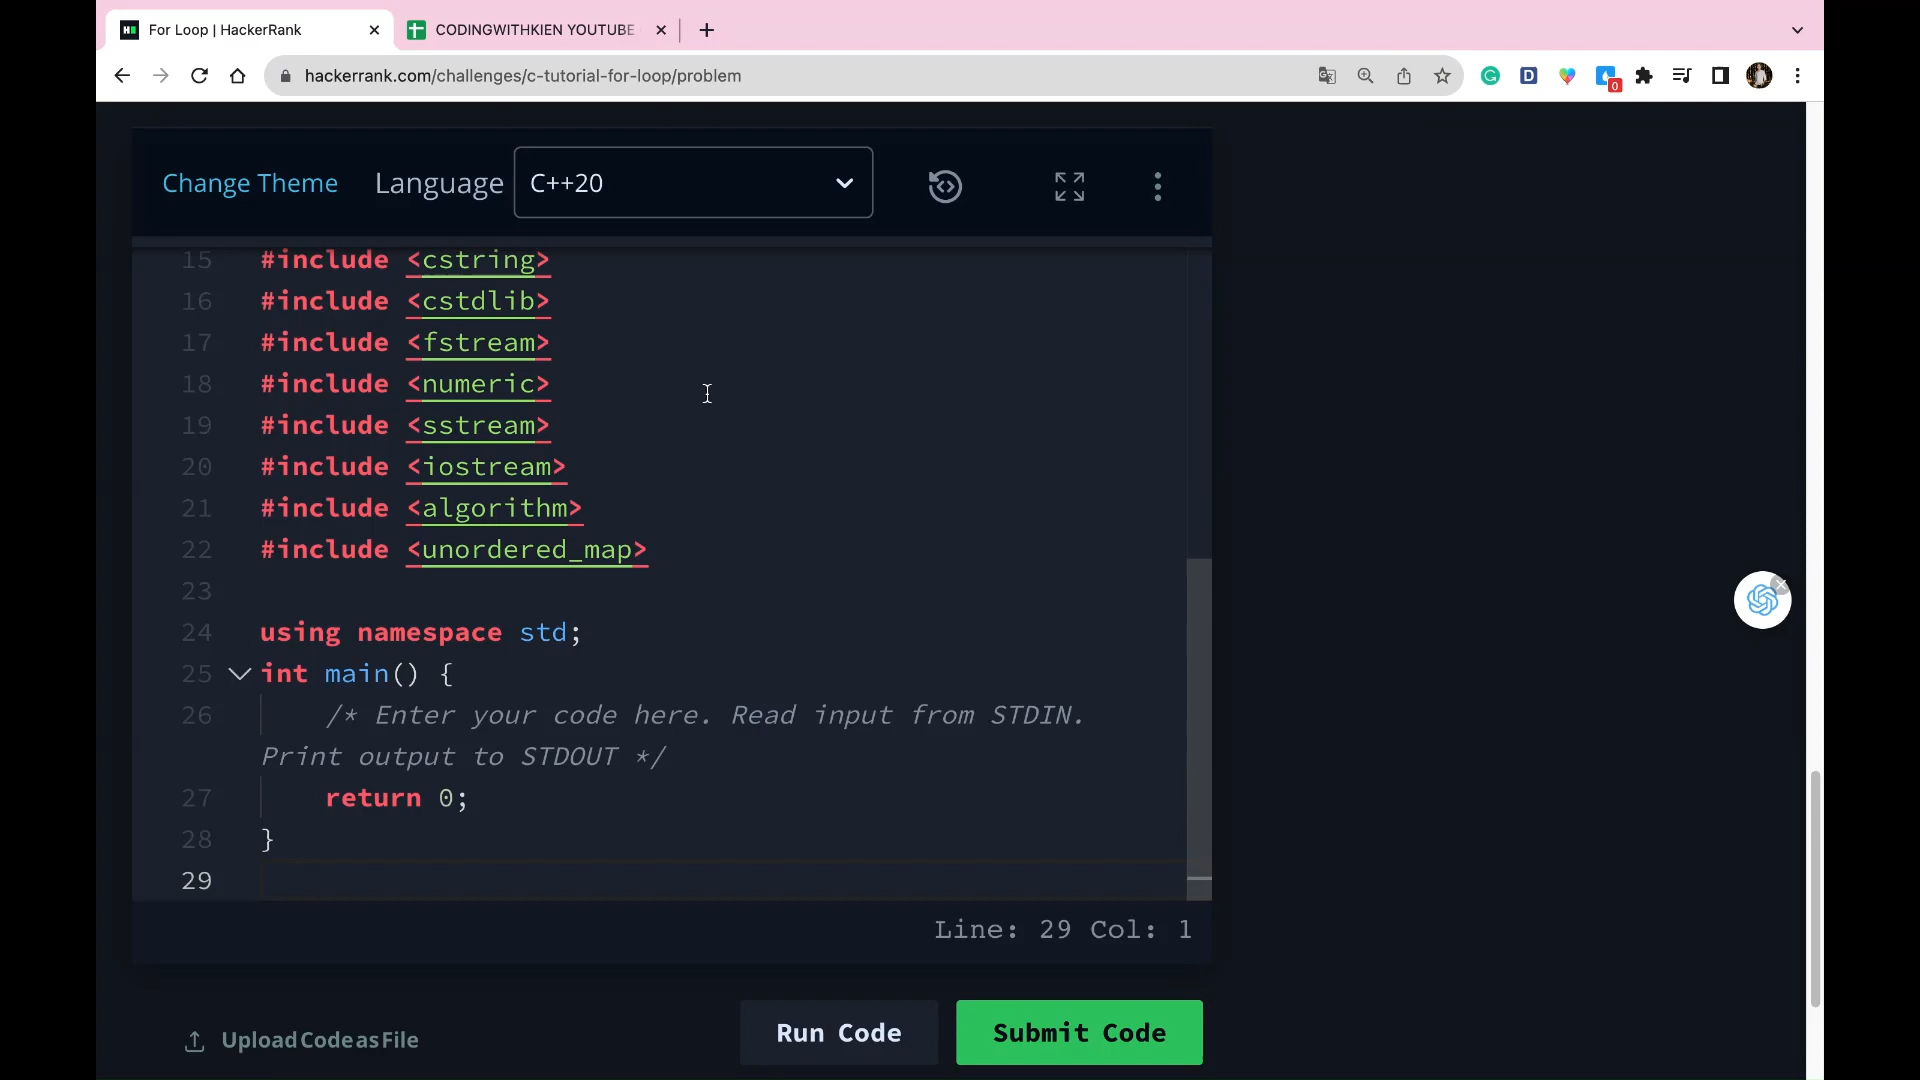 For Loop | HackerRank
CODINGWITHKIEN YOUTUBE
hackerrank.com/challenges/c-tutorial-for-loop/problem
0
Change Theme Language C++20
15 #include <cstring>
16 #include <cstdlib>
17 #include <fstream>
18 #include <numeric>
19 #include <sstream>
20 #include <iostream>
21 #include <algorithm>
22 #include <unordered_map>
23
24 using namespace std;
25 int main() {
26 /* Enter your code here. Read input from STDIN.
Print output to STDOUT */
27 return 0;
28 }
29
Line: 29 Col: 1
Upload Code as File
Run Code
Submit Code